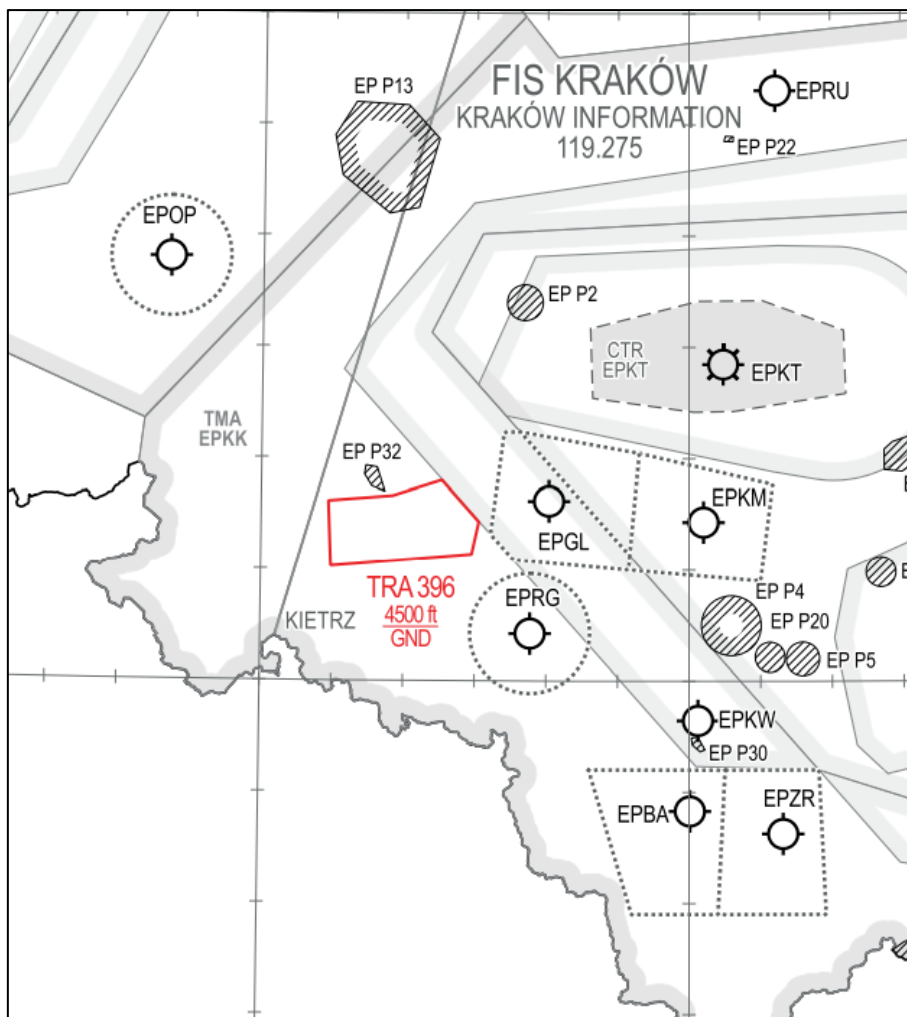 EP P13
FIS KRAKÓW
KRAKÓW INFORMATION
119.275
EPRU
EP P22
EPOP
EP P2
CTR
EPKT
EPKT
TMA
EPKK
EP P32
EPKM
EPGL
TRA 396
4500 ft
GND
EPRG
EP P4
EP P20
EP P5
KIETRZ
EPKW
EP P30
EPBA
EPZR